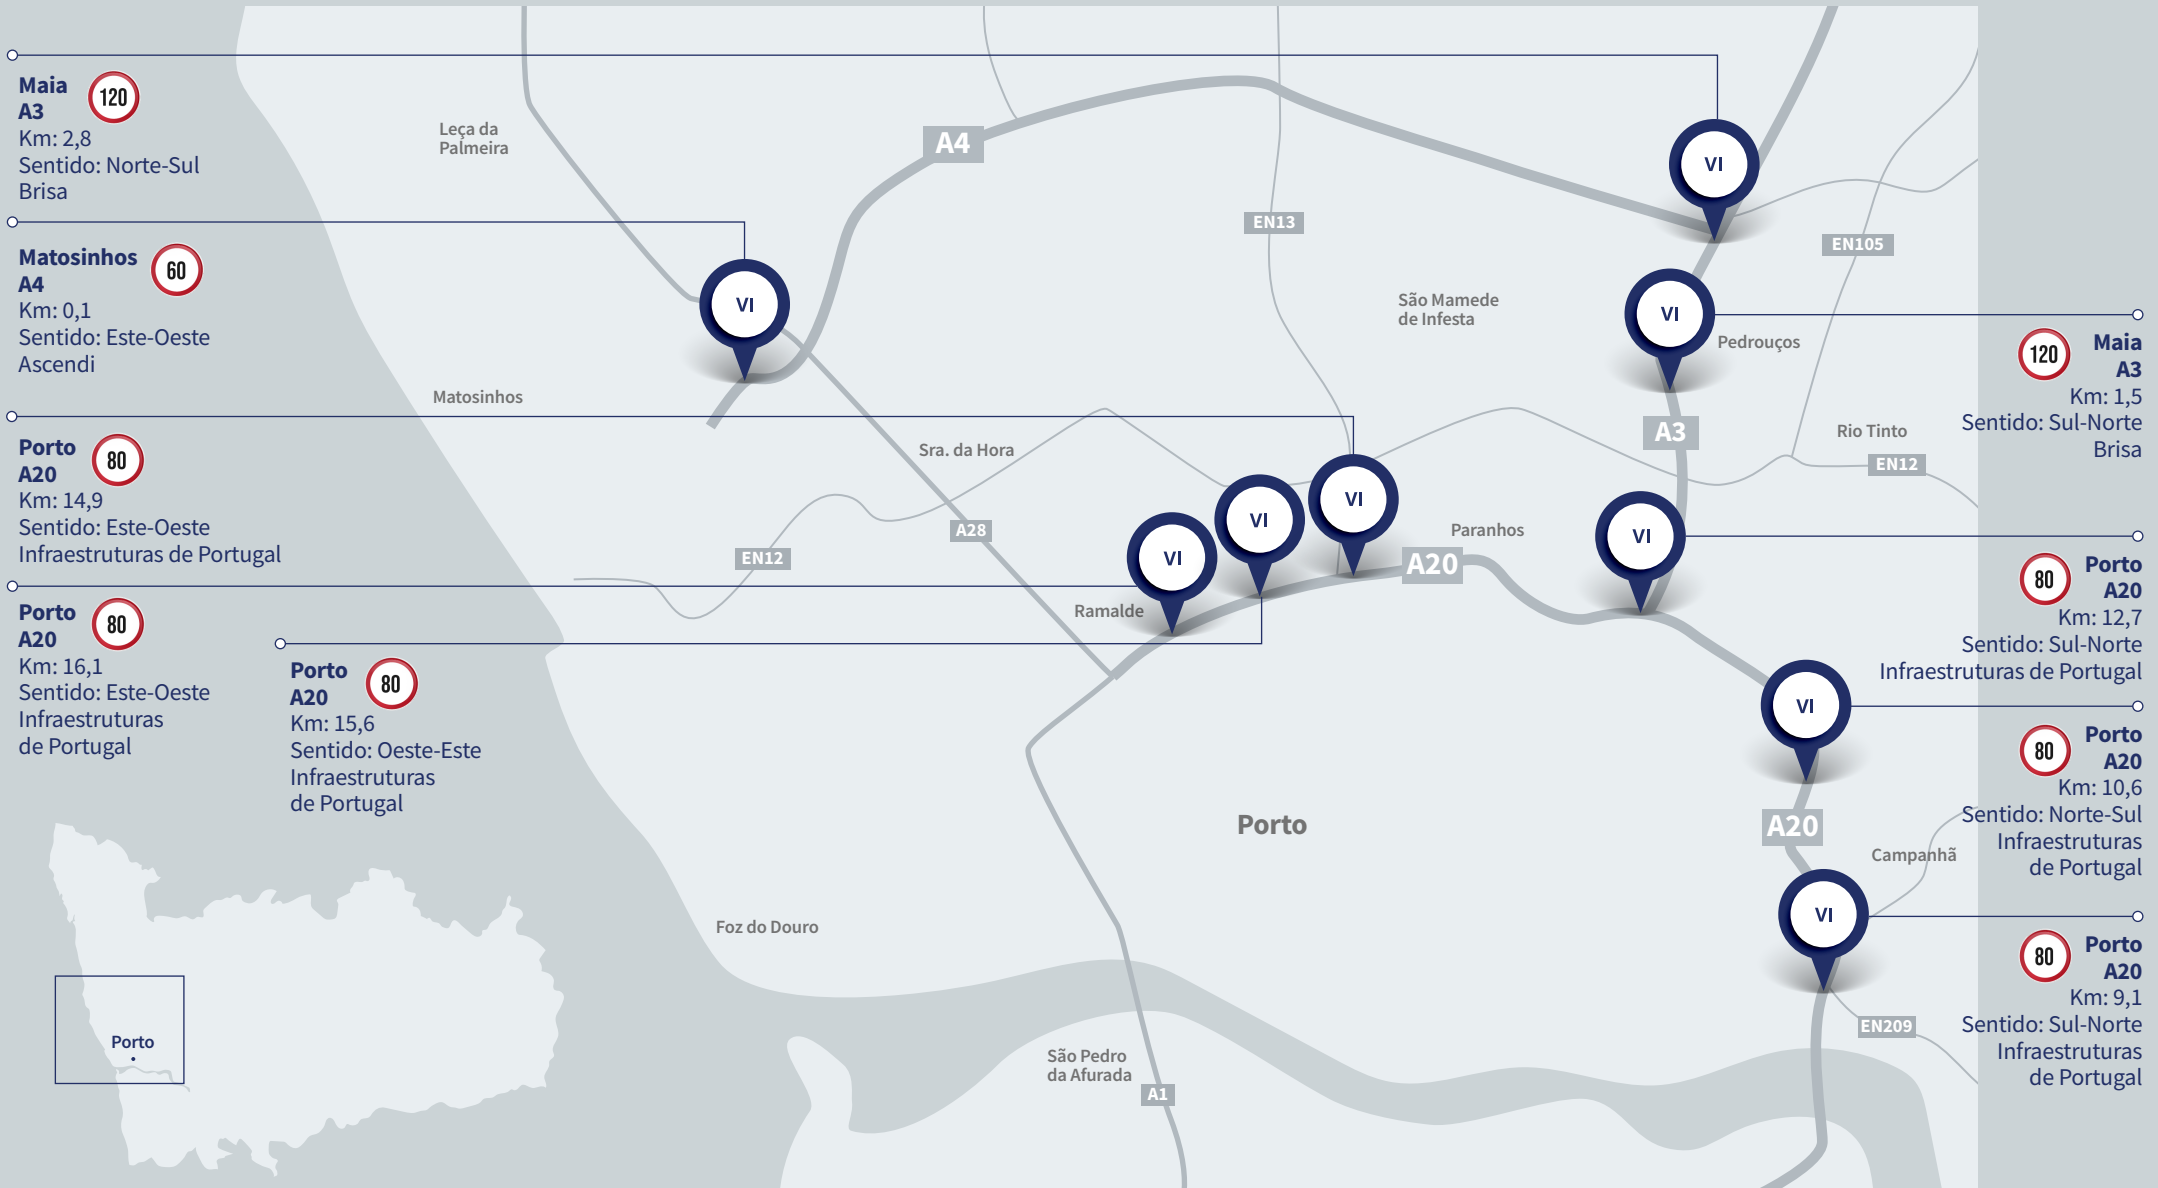 Maia
A3
120
Km: 2,8
Sentido: Norte-Sul
Brisa
Matosinhos
A4
60
Km: 0,1
Sentido: Este-Oeste
Ascendi
Porto
A20
80
Km: 14,9
Sentido: Este-Oeste
Infraestruturas de Portugal
Porto
A20
80
Km: 16,1
Sentido: Este-Oeste
Infraestruturas
de Portugal
Porto
A20
80
Km: 15,6
Sentido: Oeste-Este
Infraestruturas
de Portugal
Porto
Leça da
Palmeira
A4
VI
Matosinhos
EN13
São Mamede
de Infesta
VI
EN105
VI
Pedrouços
A3
Rio Tinto
EN12
Sra. da Hora
A28
EN12
VI
VI
VI
Ramalde
A20
Paranhos
VI
VI
Porto
A20
Campanhã
VI
Foz do Douro
São Pedro
da Afurada
A1
EN209
120
Maia
A3
Km: 1,5
Sentido: Sul-Norte
Brisa
80
Porto
A20
Km: 12,7
Sentido: Sul-Norte
Infraestruturas de Portugal
80
Porto
A20
Km: 10,6
Sentido: Norte-Sul
Infraestruturas
de Portugal
80
Porto
A20
Km: 9,1
Sentido: Sul-Norte
Infraestruturas
de Portugal